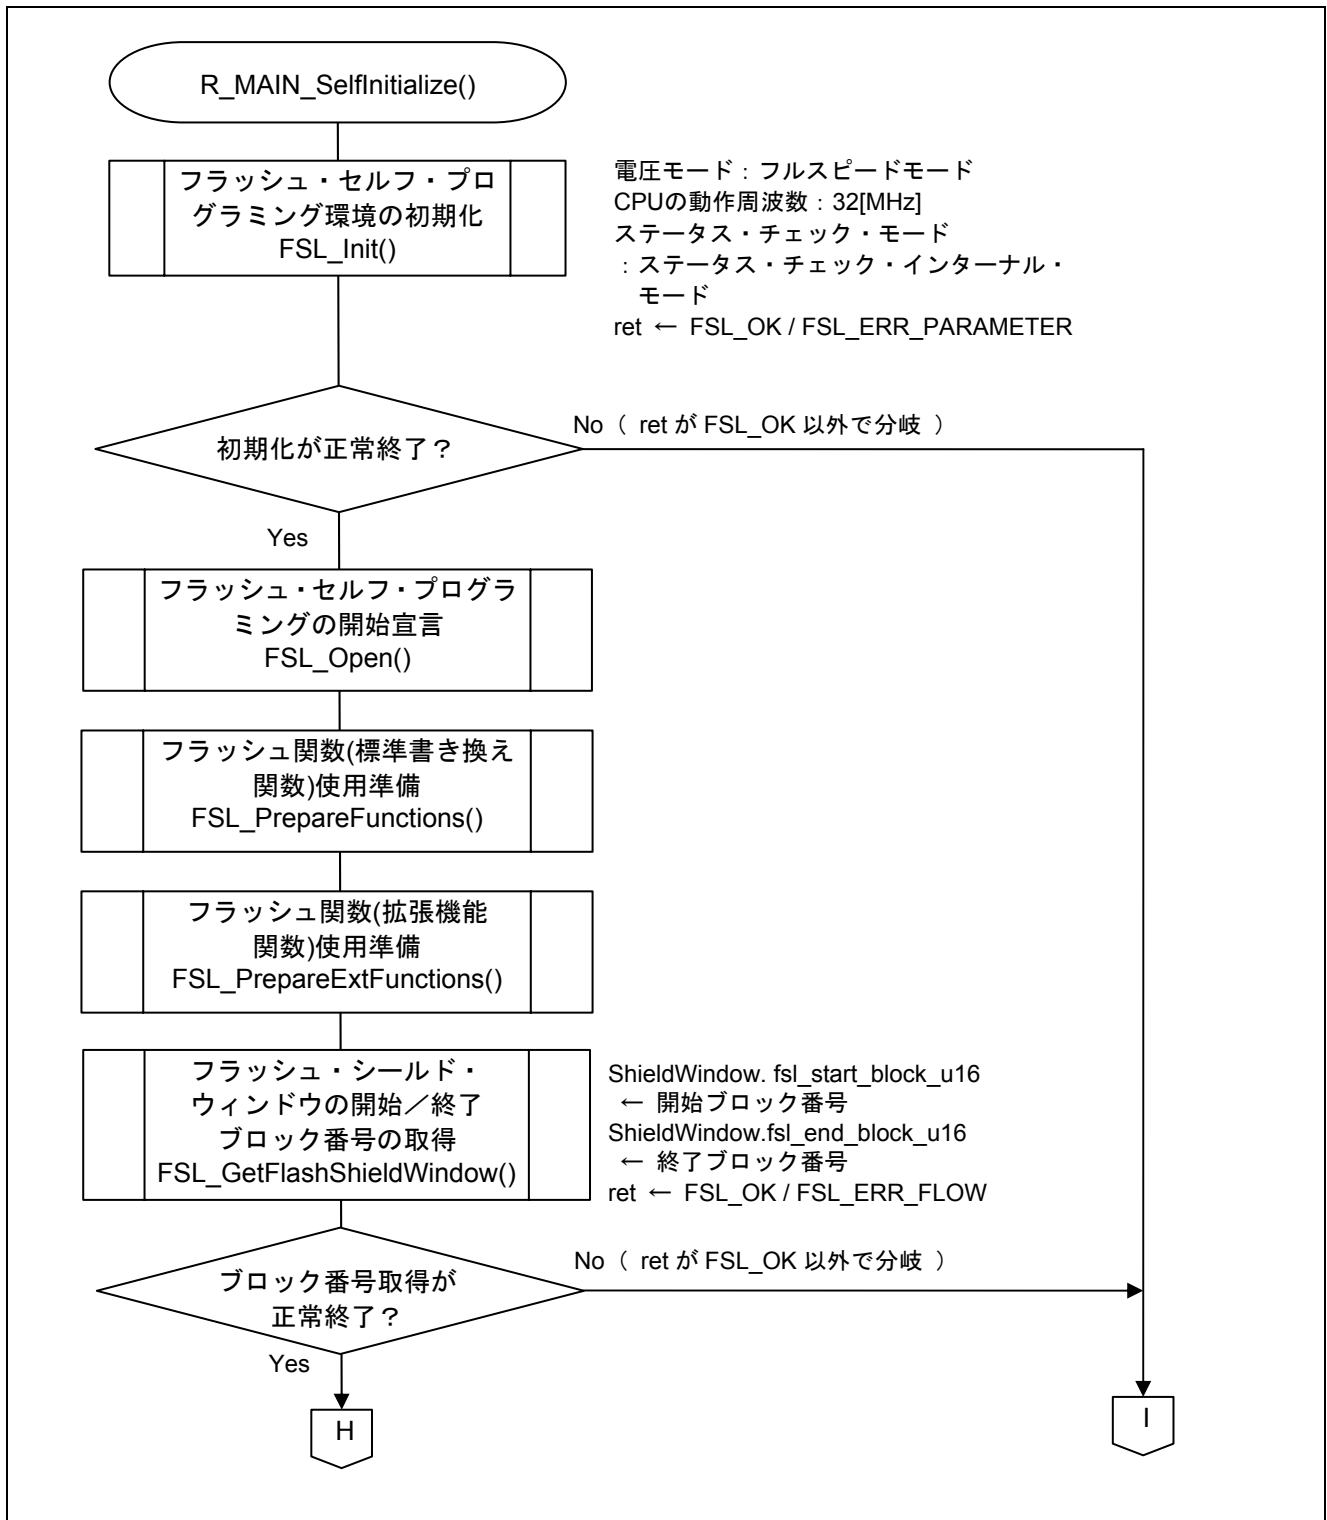 R_MAIN_SelfInitialize()
フラッシュ・セルフ・プロ
グラミング環境の初期化
FSL_Init()
電圧モード：フルスピードモード
CPUの動作周波数：32[MHz]
ステータス・チェック・モード
：ステータス・チェック・インターナル・
モード
ret ← FSL_OK / FSL_ERR_PARAMETER
初期化が正常終了？
No（ ret が FSL_OK 以外で分岐 ）
Yes
フラッシュ・セルフ・プログラ
ミングの開始宣言
FSL_Open()
フラッシュ関数(標準書き換え
関数)使用準備
FSL_PrepareFunctions()
フラッシュ関数(拡張機能
関数)使用準備
FSL_PrepareExtFunctions()
フラッシュ・シールド・
ウィンドウの開始／終了
ブロック番号の取得
FSL_GetFlashShieldWindow()
ShieldWindow. fsl_start_block_u16
← 開始ブロック番号
ShieldWindow.fsl_end_block_u16
← 終了ブロック番号
ret ← FSL_OK / FSL_ERR_FLOW
ブロック番号取得が
正常終了？
No（ ret が FSL_OK 以外で分岐 ）
Yes
H
I